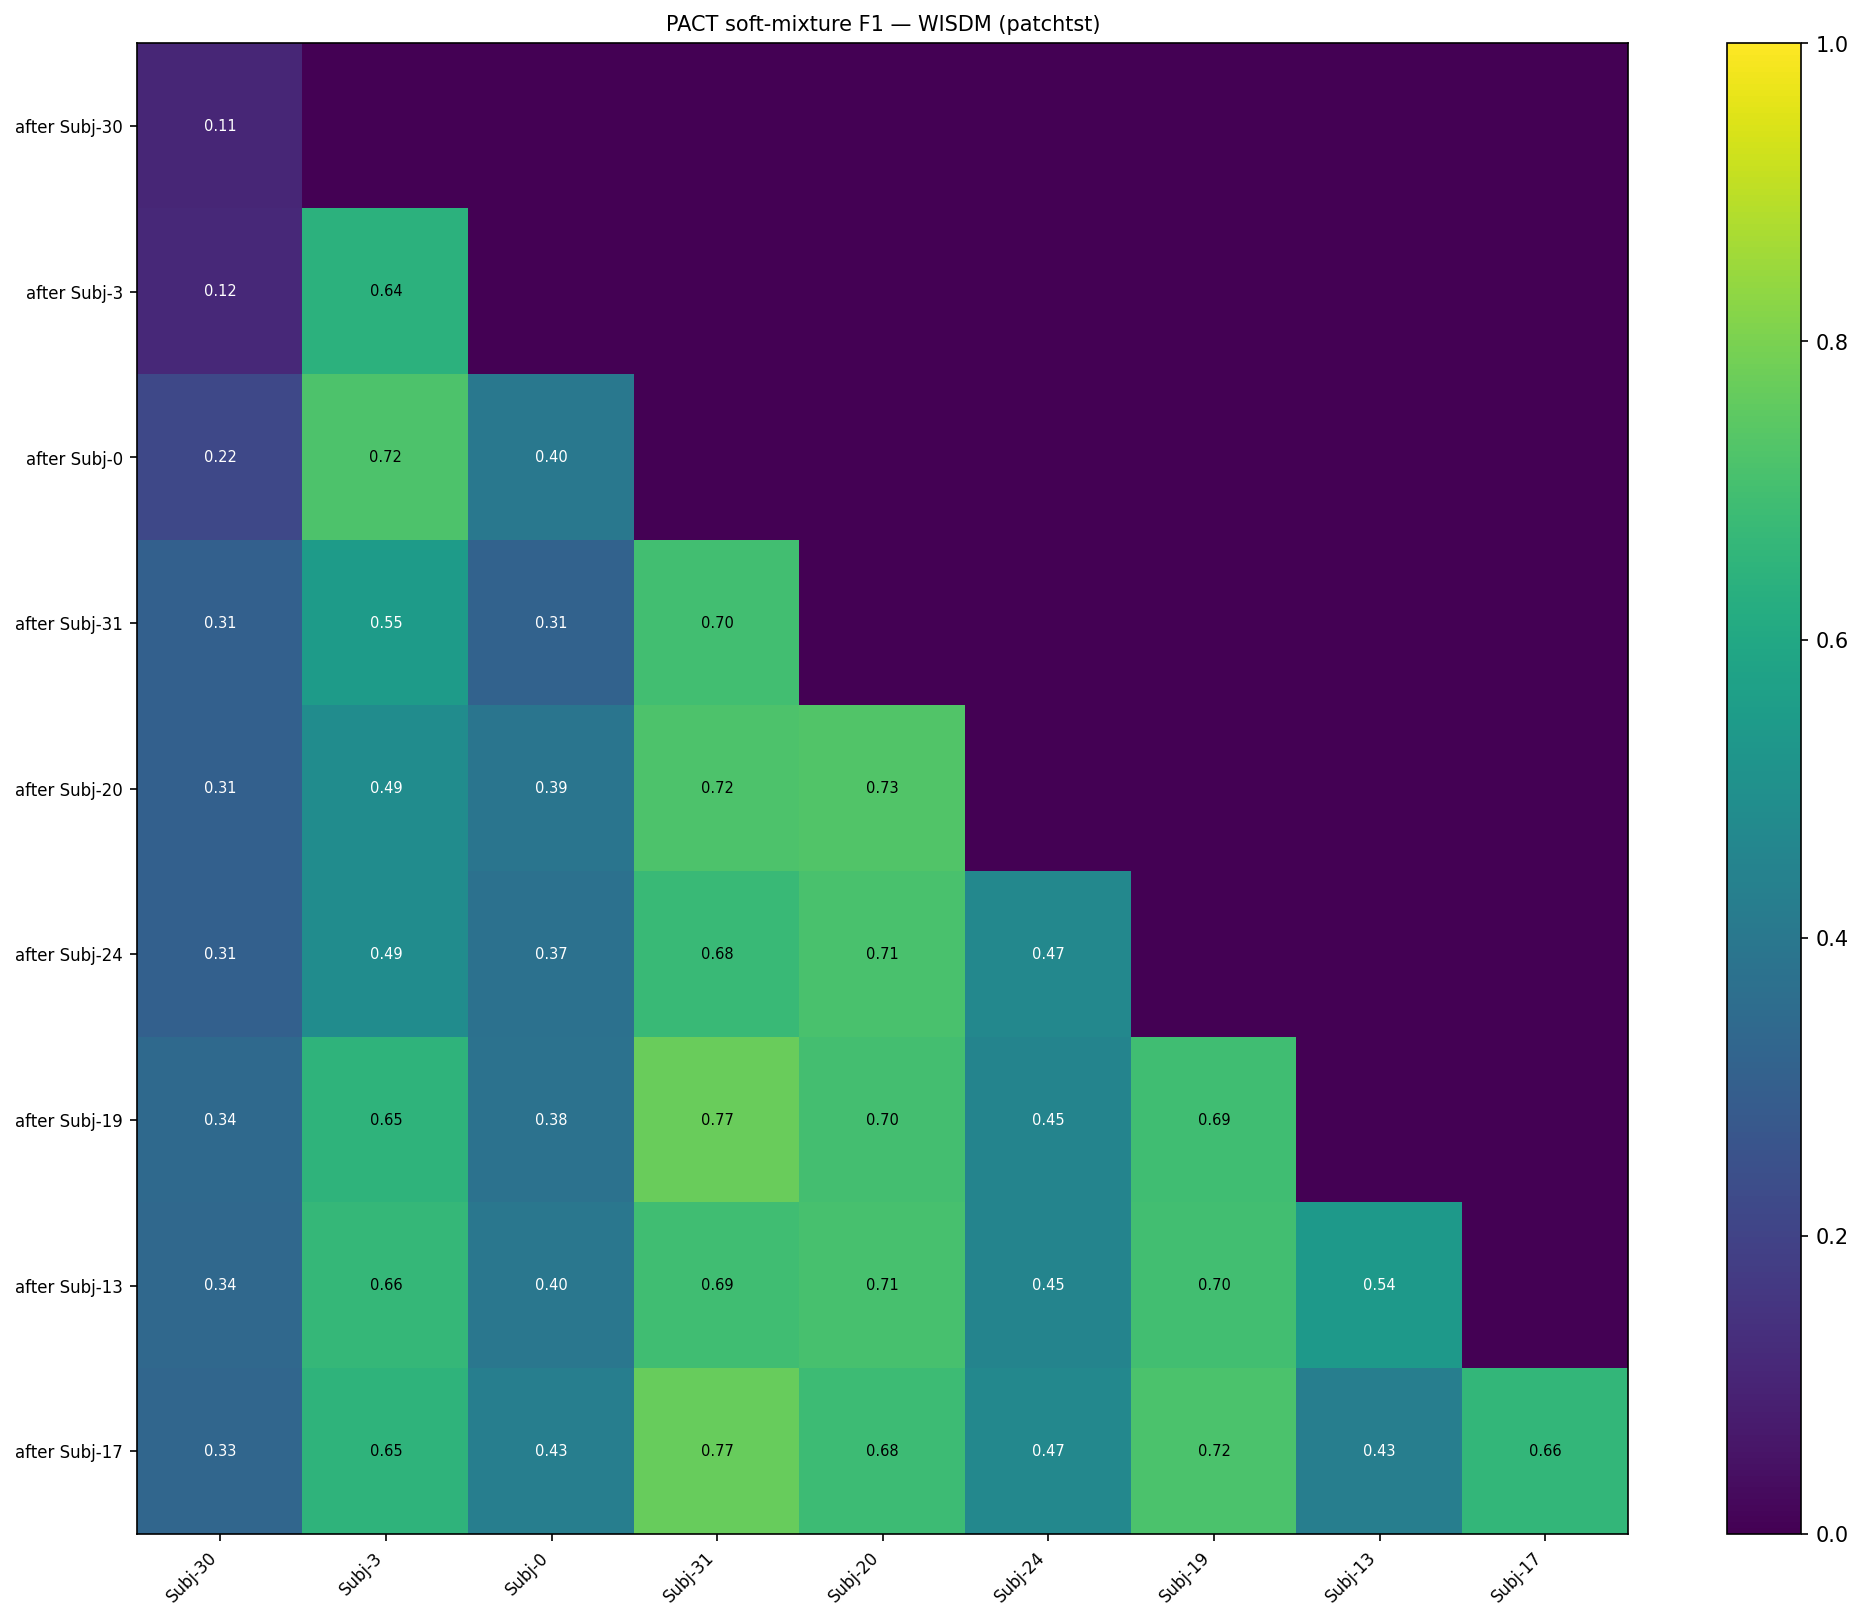 PACT soft-mixture F1 — WISDM (patchtst)
1.0
after Subj-30 0.11
after Subj-3 0.12 0.64
0.8
after Subj-0 0.22 0.72 0.40
after Subj-31 0.31 0.55 0.31 0.70
0.6
after Subj-20 0.31 0.49 0.39 0.72 0.73
0.4
after Subj-24 0.31 0.49 0.37 0.68 0.71 0.47
after Subj-19 0.34 0.65 0.38 0.77 0.70 0.45 0.69
0.2
after Subj-13 0.34 0.66 0.40 0.69 0.71 0.45 0.70 0.54
after Subj-17 0.33 0.65 0.43 0.77 0.68 0.47 0.72 0.43 0.66
0.0
Subj-30 Subj-3 Subj-0 Subj-31 Subj-20 Subj-24 Subj-19 Subj-13 Subj-17